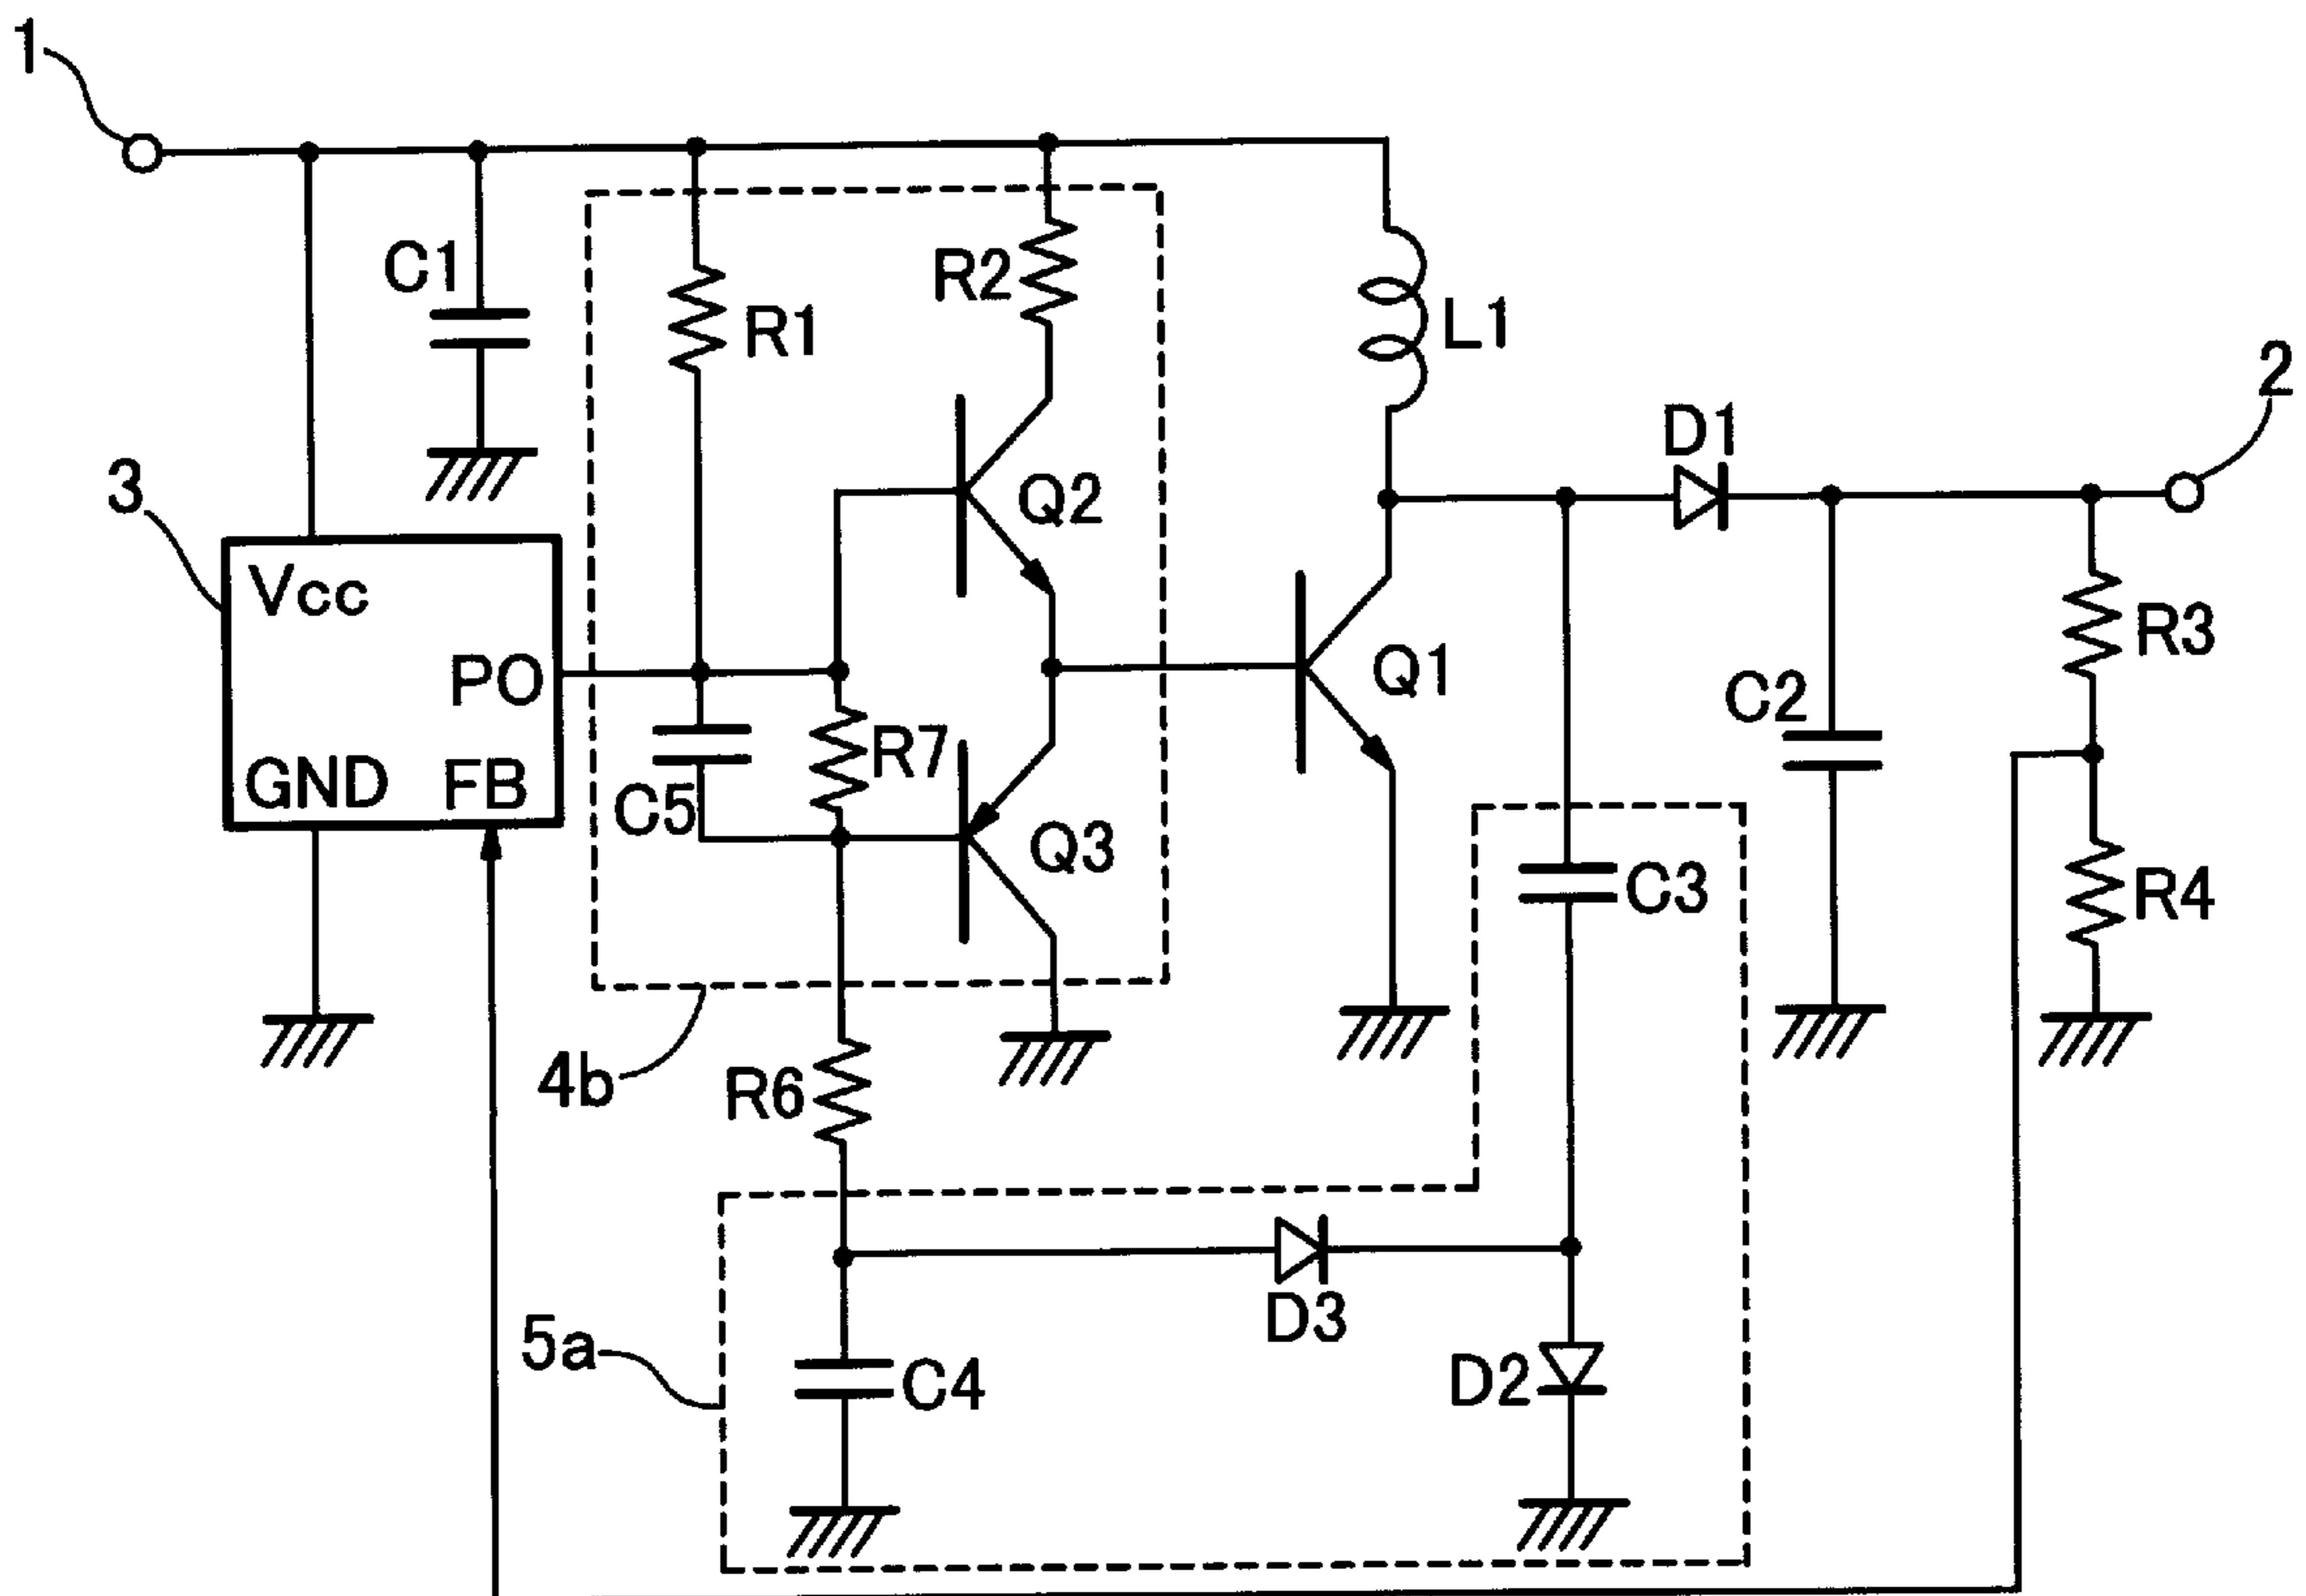 1
C1
R2
R1
L1
2
D1
3
Q2
Vcc
R3
PO
Q1
C2
R7
GND
FB
C5
Q3
C3
R4
4b
R6
D3
5a
C4
D2